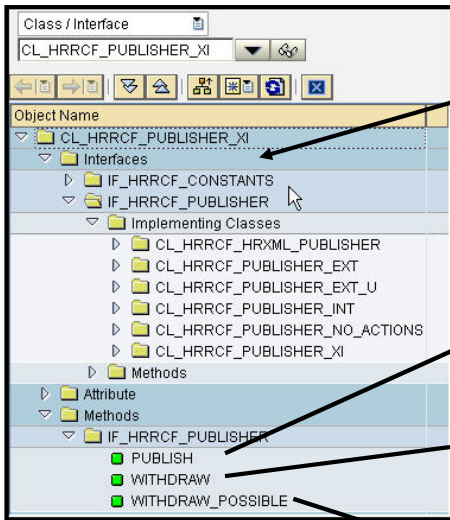 Class / Interface
CL_HRRCF_PUBLISHER_XI
Object Name
CL_HRRCF_PUBLISHER_XI
Interfaces
IF_HRRCF_CONSTANTS
IF_HRRCF_PUBLISHER
Implementing Classes
CL_HRRCF_HRXML_PUBLISHER
CL_HRRCF_PUBLISHER_EXT
CL_HRRCF_PUBLISHER_EXT_U
CL_HRRCF_PUBLISHER_INT
CL_HRRCF_PUBLISHER_NO_ACTIONS
CL_HRRCF_PUBLISHER_XI
Methods
Attribute
Methods
IF_HRRCF_PUBLISHER
PUBLISH
WITHDRAW
WITHDRAW_POSSIBLE